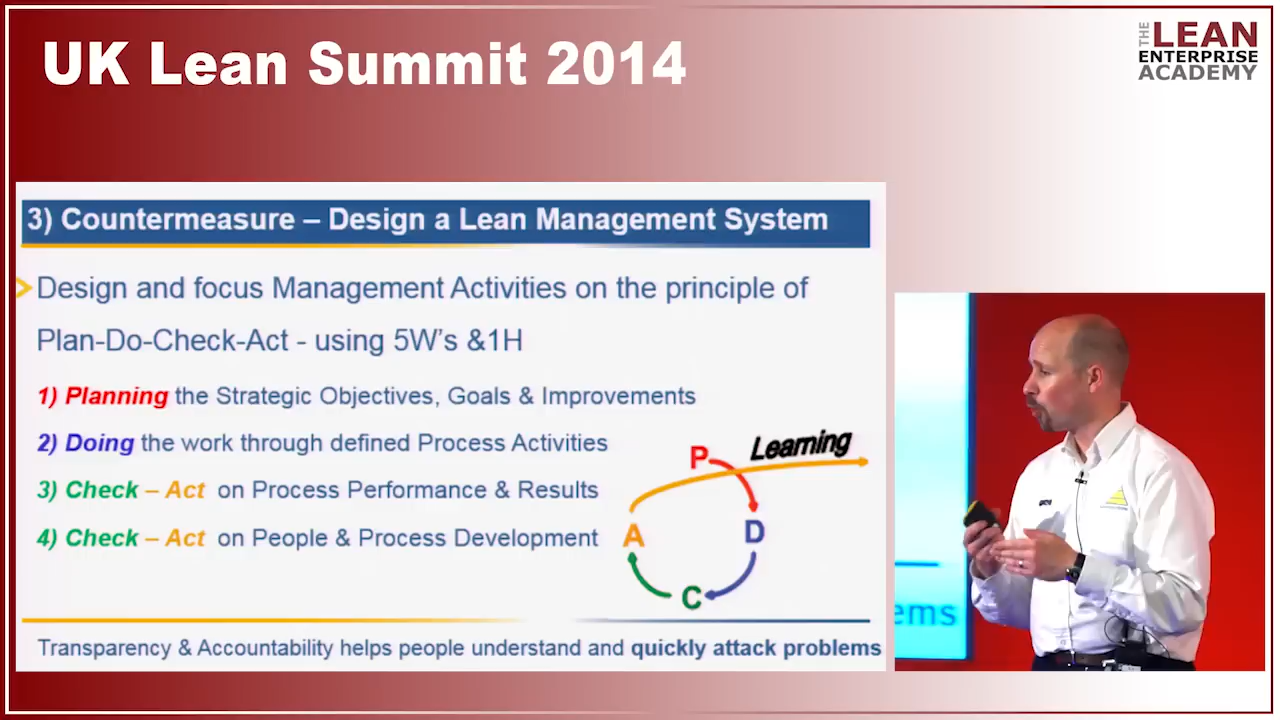 UK Lean Summit 2014
THE LEAN
ENTERPRISE
ACADEMY
3) Countermeasure – Design a Lean Management System
Design and focus Management Activities on the principle of
Plan-Do-Check-Act - using 5W's &1H
1) Planning the Strategic Objectives, Goals & Improvements
2) Doing the work through defined Process Activities
3) Check – Act on Process Performance & Results
4) Check – Act on People & Process Development
P
Learning
A
D
C
Transparency & Accountability helps people understand and quickly attack problems
ems